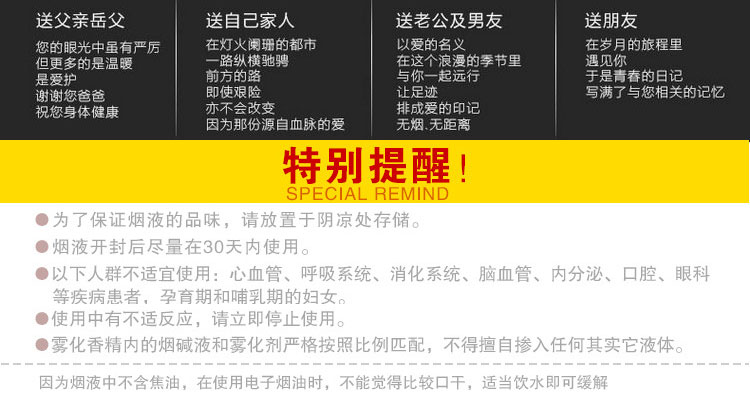 送父亲岳父
您的眼光中虽有严厉
但更多的是温暖
是爱护
谢谢您爸爸
祝您身体健康
送自己家人
在灯火阑珊的都市
一路纵横驰骋
前方的路
即使艰险
亦不会改变
因为那份源自血脉的爱
送老公及男友
以爱的名义
在这个浪漫的季节里
与你一起远行
让足迹
排成爱的印记
无烟.无距离
送朋友
在岁月的旅程里
遇见你
于是青春的日记
写满了与您相关的记忆
特别提醒!
SPECIAL REMIND
●为了保证烟液的品味，请放置于阴凉处存储。
●烟液开封后尽量在30天内使用。
●以下人群不适宜使用：心血管、呼吸系统、消化系统、脑血管、内分泌、口腔、眼科
等疾病患者，孕育期和哺乳期的妇女。
●使用中有不适反应，请立即停止使用。
●雾化香精内的烟碱液和雾化剂严格按照比例匹配，不得擅自掺入任何其实它液体。
因为烟液中不含焦油，在使用电子烟油时，不能觉得比较口干，适当饮水即可缓解